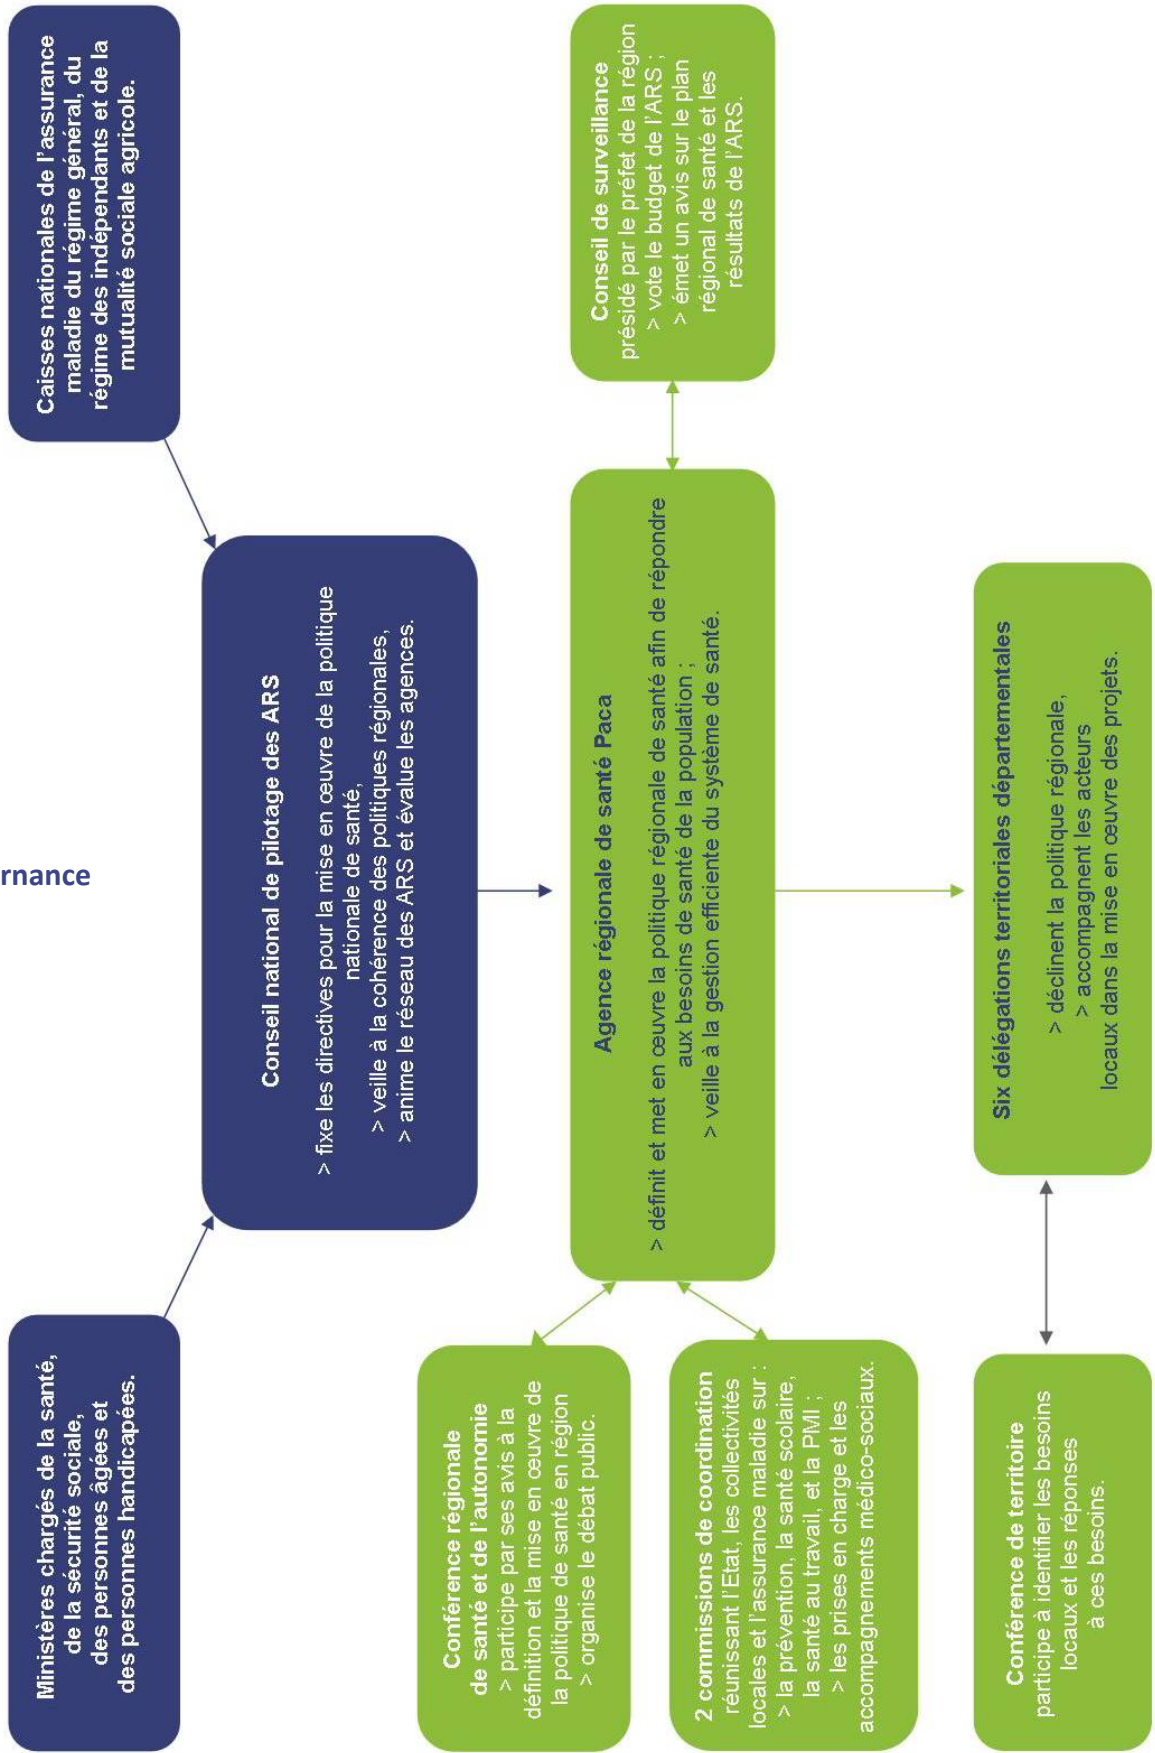 rnance
Ministères chargés de la santé,
de la sécurité sociale,
des personnes âgées et
des personnes handicapées.
Caisses nationales de l'assurance
maladie du régime général, du
régime des indépendants et de la
mutualité sociale agricole.
Conseil national de pilotage des ARS
> fixe les directives pour la mise en œuvre de la politique
nationale de santé,
> veille à la cohérence des politiques régionales,
> anime le réseau des ARS et évalue les agences.
Conférence régionale
de santé et de l'autonomie
> participe par ses avis à la
définition et la mise en œuvre de
la politique de santé en région
> organise le débat public.
2 commissions de coordination
réunissant l'Etat, les collectivités
locales et l'assurance maladie sur :
> la prévention, la santé scolaire,
la santé au travail, et la PMI ;
> les prises en charge et les
accompagnements médico-sociaux.
Agence régionale de santé Paca
> définit et met en œuvre la politique régionale de santé afin de répondre
aux besoins de santé de la population ;
> veille à la gestion efficiente du système de santé.
Conseil de surveillance
présidé par le préfet de la région
> vote le budget de l'ARS ;
> émet un avis sur le plan
régional de santé et les
résultats de l'ARS.
Conférence de territoire
participe à identifier les besoins
locaux et les réponses
à ces besoins.
Six délégations territoriales départementales
> déclinent la politique régionale,
> accompagnent les acteurs
locaux dans la mise en œuvre des projets.